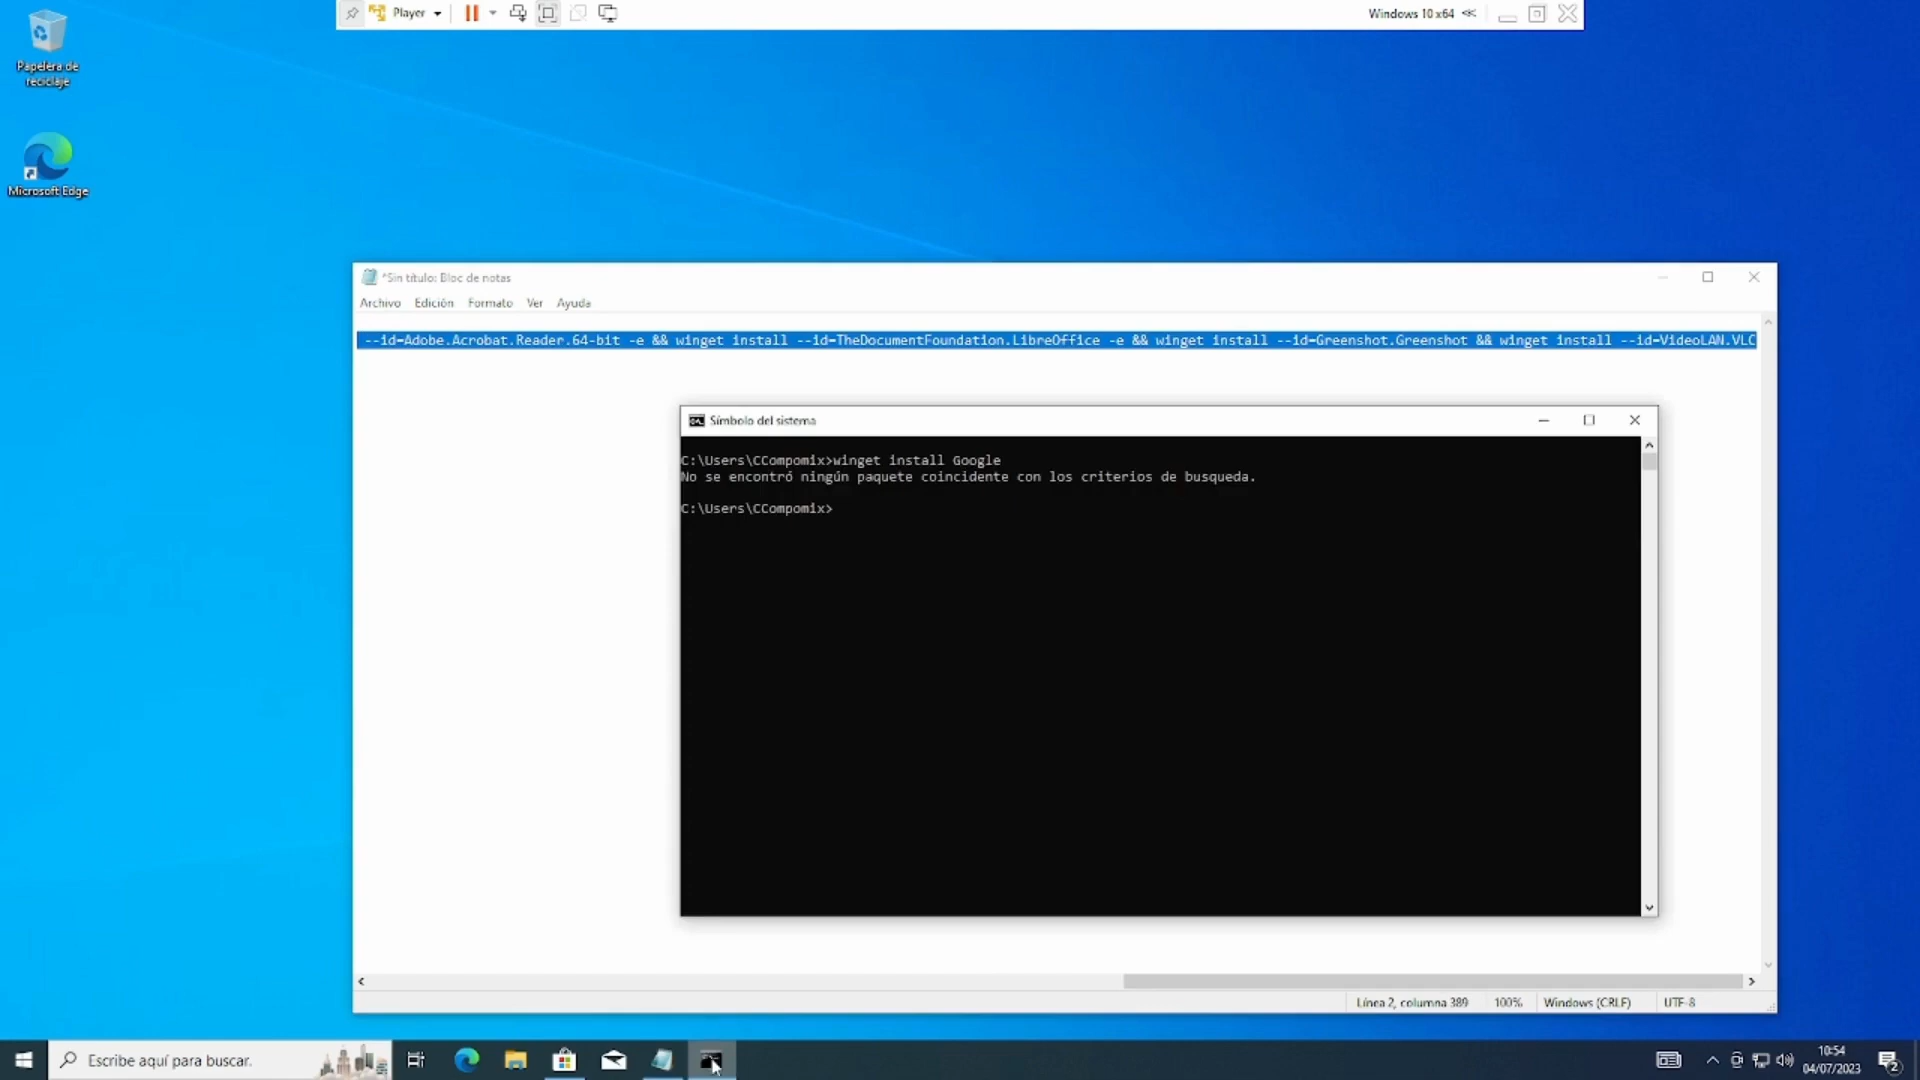 Player
Windows 10 x64
Papelera de
reciclaje
Microsoft Edge
*Sin título: Bloc de notas
Archivo Edición Formato Ver Ayuda
--id=Adobe.Acrobat.Reader.64-bit -e && winget install --id=TheDocumentFoundation.LibreOffice -e && winget install --id=Greenshot.Greenshot && winget install --id=VideoLAN.VLC
Símbolo del sistema
C:\Users\CCompomix>winget install Google
No se encontró ningún paquete coincidente con los criterios de busqueda.
C:\Users\CCompomix>
Línea 2, columna 389 100% Windows (CRLF) UTF-8
Escribe aquí para buscar.
10:54
04/07/2023
2